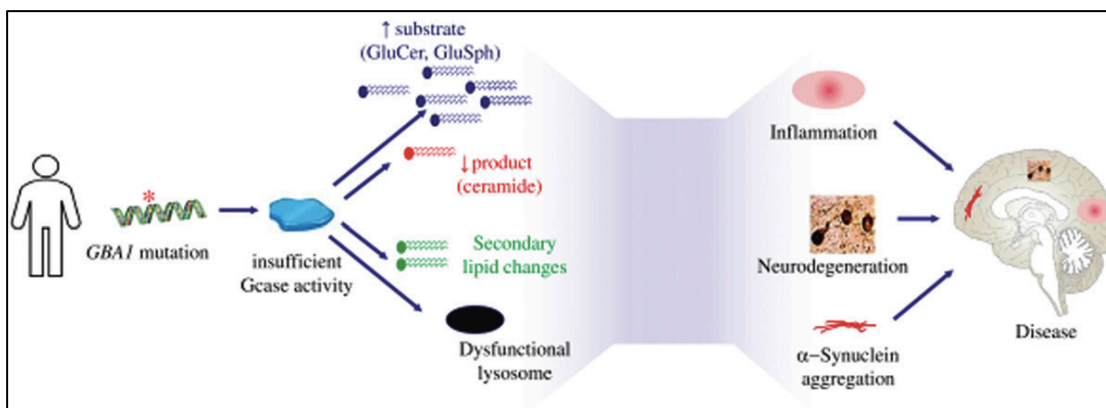 ↑ substrate
(GluCer, GluSph)
↓ product
(ceramide)
*
GBA1 mutation
insufficient
Gcase activity
Secondary
lipid changes
Dysfunctional
lysosome
Inflammation
Neurodegeneration
α−Synuclein
aggregation
Disease